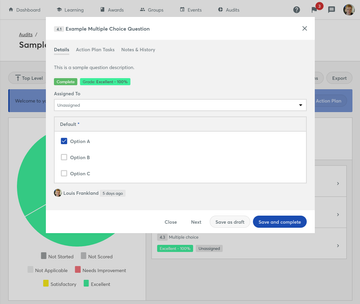 Dashboard
Learning
Awards
Groups
Events
Audits
2
Audits /
Top Level
Export
Welcome to
Action Plan
4.1 Example Multiple Choice Question
Details
Action Plan Tasks
Notes & History
This is a sample question description.
Complete
Grade: Excellent - 100%
Assigned To
Unassigned
Default *
Option A
Option B
Option C
Louis Frankland
5 days ago
Close
Next
Save as draft
Save and complete
4.3 Multiple choice
Excellent - 100%
Unassigned
Not Started
Not Scored
Not Applicable
Needs Improvement
Satisfactory
Excellent